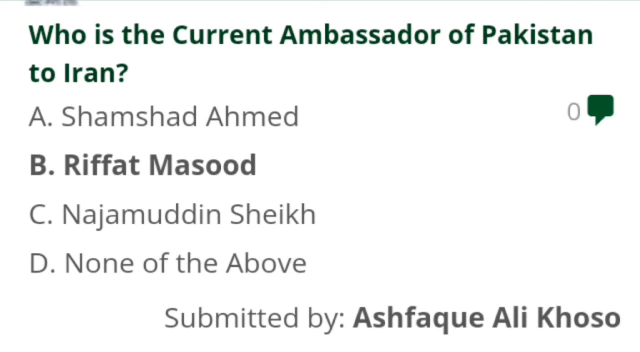 Who is the Current Ambassador of Pakistan
to Iran?
A. Shamshad Ahmed
0
B. Riffat Masood
C. Najamuddin Sheikh
D. None of the Above
Submitted by: Ashfaque Ali Khoso